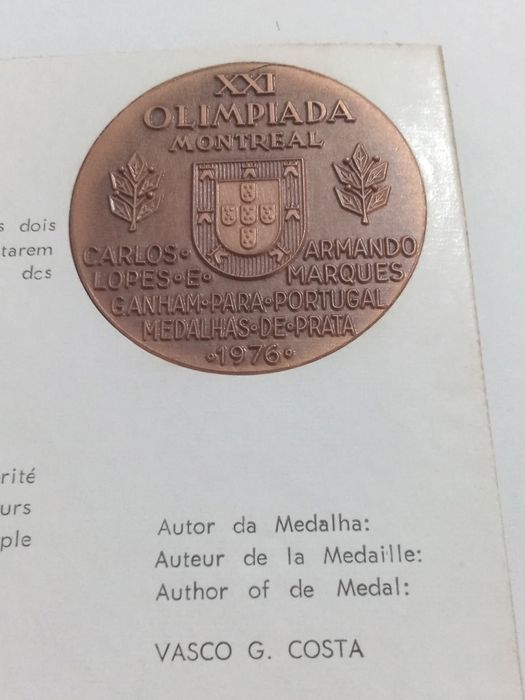 XXI
OLIMPIADA
MONTREAL
CARLOS · ARMANDO
LOPES · E · MARQUES
GANHAM · PARA · PORTUGAL
MEDALHAS · DE · PRATA
· 1976 ·
s dois
tarem
dos
rité
urs
ple
Autor da Medalha:
Auteur de la Medaille:
Author of de Medal:
VASCO G. COSTA